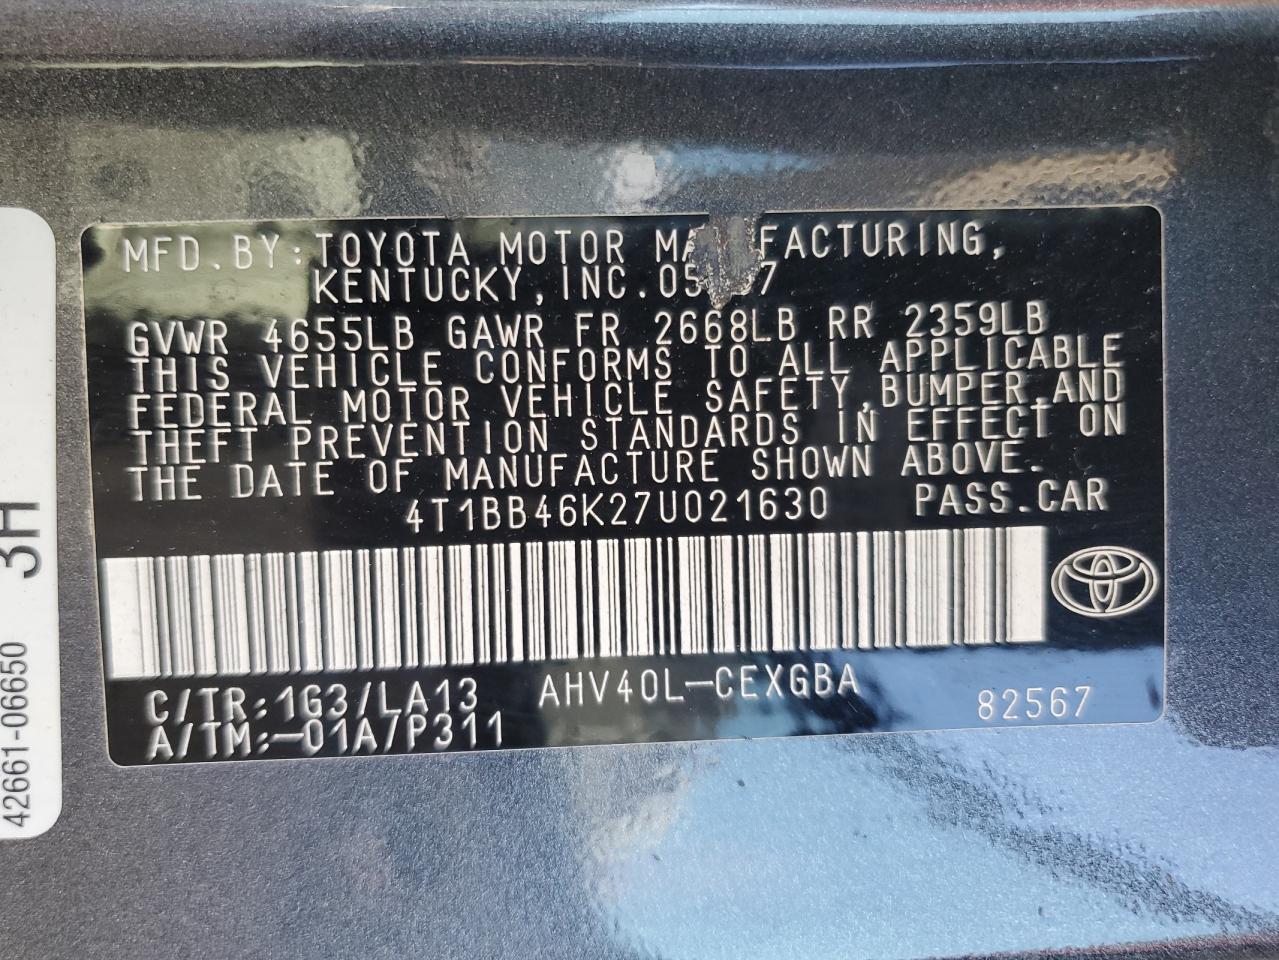 MFD.BY: TOYOTA MOTOR MA FACTURING,
KENTUCKY, INC. 05 7
GVWR 4655LB GAWR FR 2668LB RR 2359LB
THIS VEHICLE CONFORMS TO ALL APPLICABLE
FEDERAL MOTOR VEHICLE SAFETY, BUMPER, AND
THEFT PREVENTION STANDARDS IN EFFECT ON
THE DATE OF MANUFACTURE SHOWN ABOVE.
4T1BB46K27U021630 PASS.CAR
C/TR:1G3/LA13 AHV40L-CEXGBA
A/TM:-01A/P311 82567
42661-06650 3H